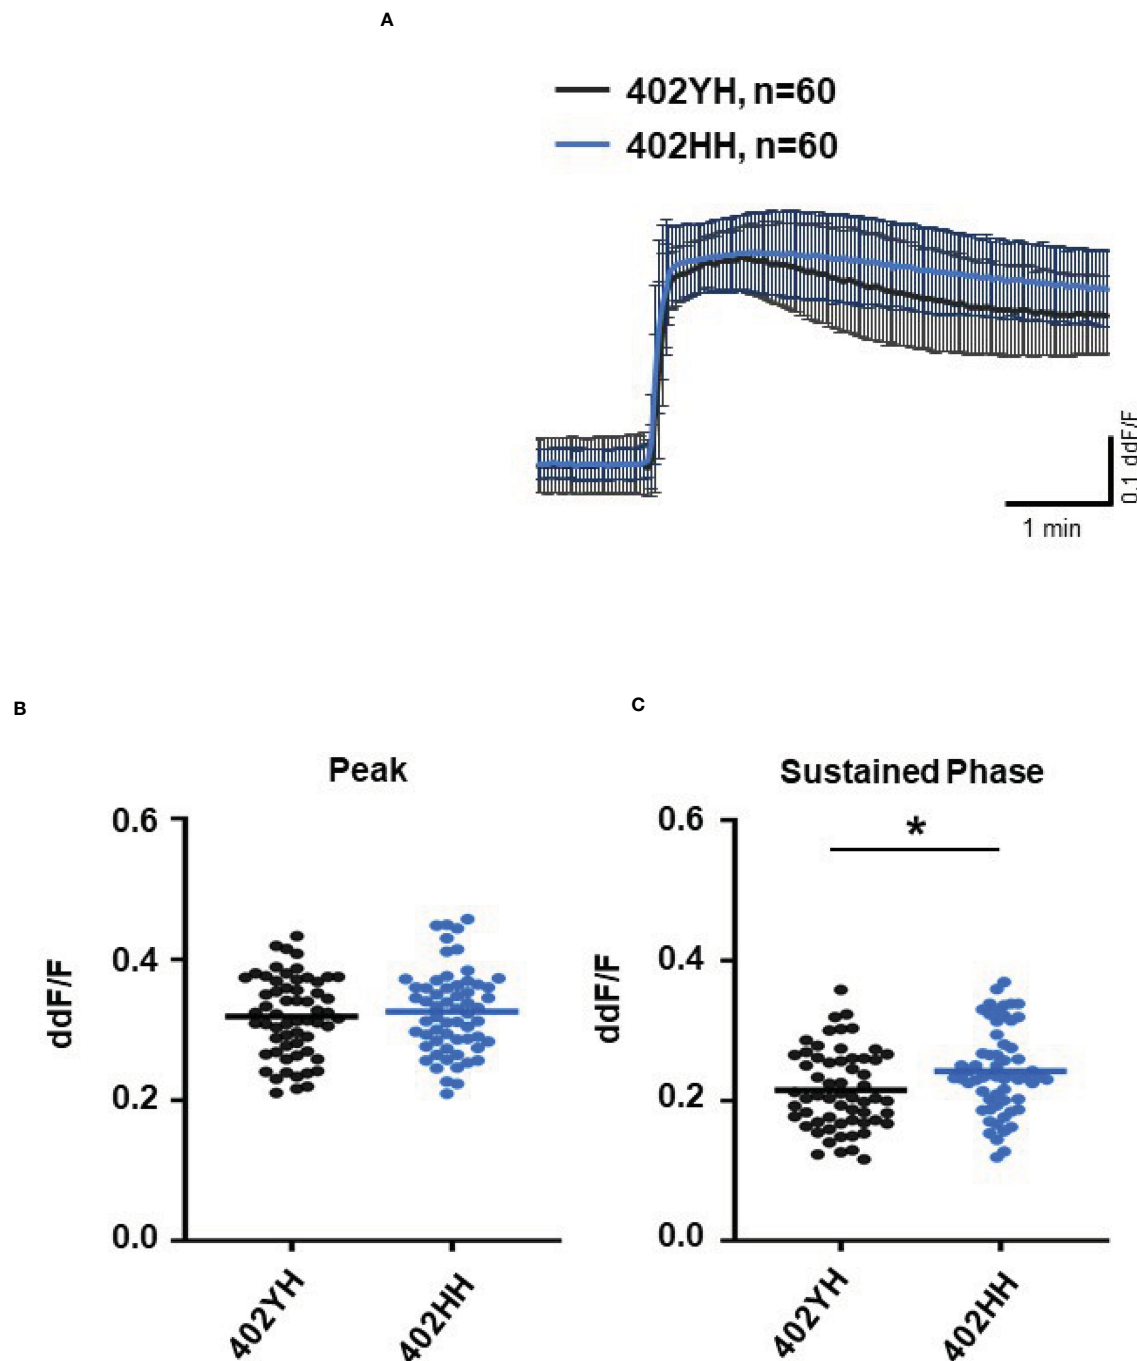 A
402YH, n=60
402HH, n=60
0.1 ddF/F
1 min
B
Peak
0.6
0.4
0.2
0.0
ddF/F
402YH
402HH
C
Sustained Phase
*
0.6
0.4
0.2
0.0
ddF/F
402YH
402HH